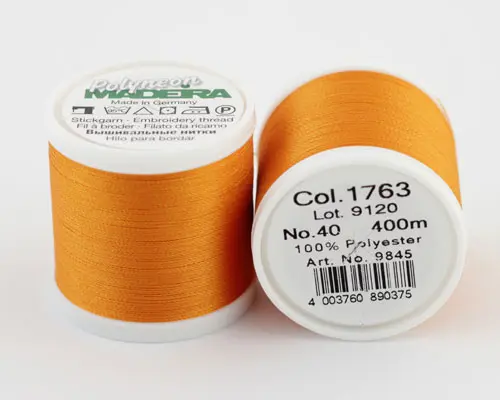 Polyneon
MADEIRA
Made in Germany
P
Stickgarn - Embroidery thread
Fil à broder - Filato da ricamo
Вышивальные нитки
Hilo para bordar
Col.1763
Lot. 9120
No.40 400m
100% Polyester
Art. No. 9845
4 003760 890375